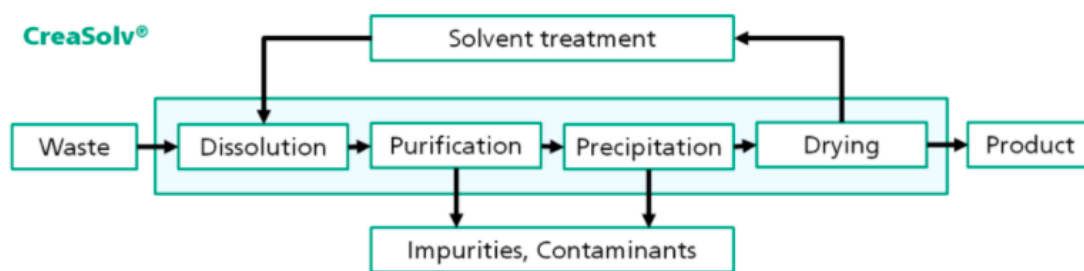 CreaSolv®
Solvent treatment
Waste
Dissolution
Purification
Precipitation
Drying
Product
Impurities, Contaminants